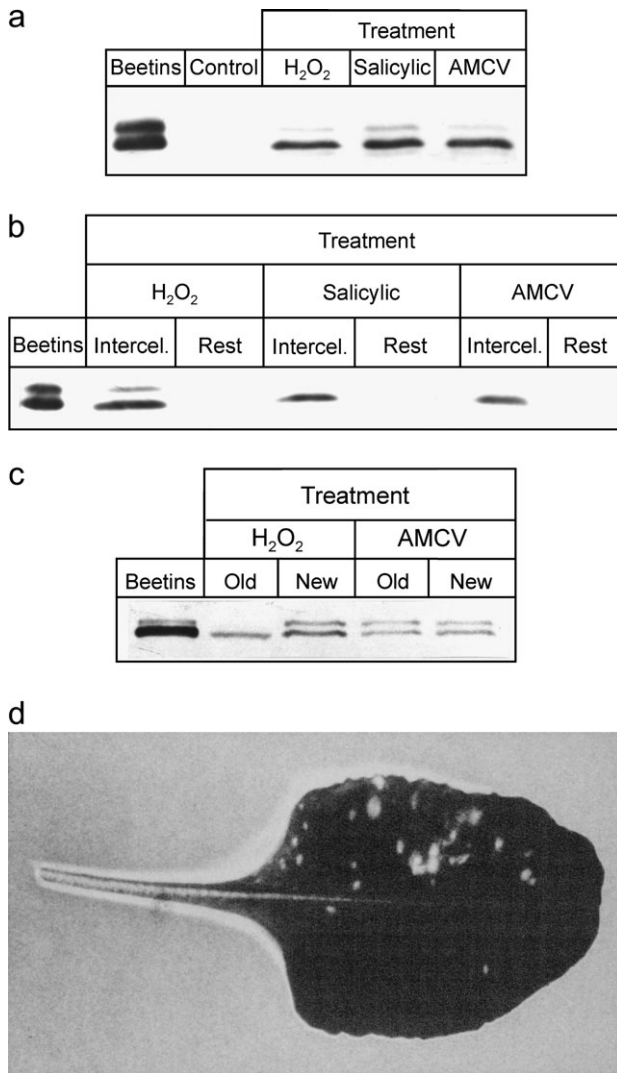 a
Treatment
Beetins Control H₂O₂ Salicylic AMCV
b
Treatment
H₂O₂ Salicylic AMCV
Beetins Intercel. Rest Intercel. Rest Intercel. Rest
c
Treatment
H₂O₂ AMCV
Beetins Old New Old New
d